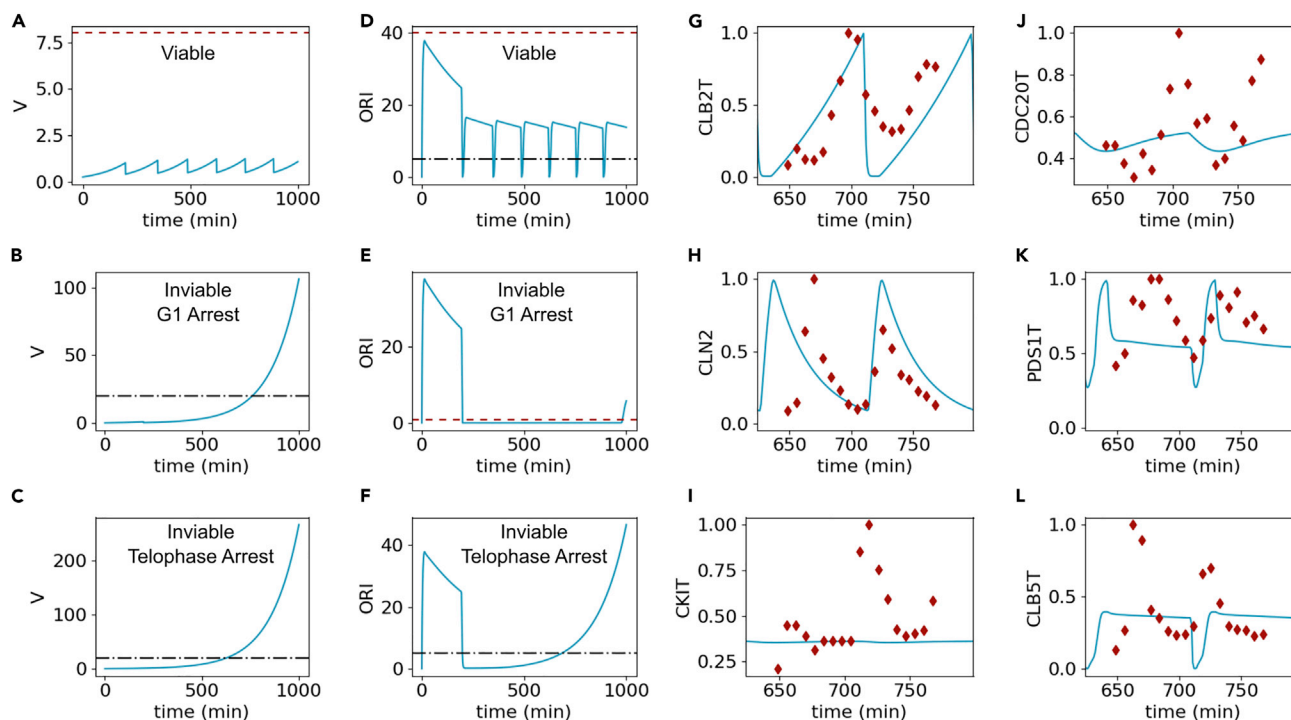 A
7.5
5.0
2.5
0.0
V
Viable
0
500
1000
time (min)
B
100
50
0
V
Inviable
G1 Arrest
0
500
1000
time (min)
C
200
100
0
V
Inviable
Telophase Arrest
0
500
1000
time (min)
D
40
20
0
ORI
Viable
0
500
1000
time (min)
E
20
0
ORI
Inviable
G1 Arrest
0
500
1000
time (min)
F
40
20
0
ORI
Inviable
Telophase Arrest
0
500
1000
time (min)
G
1.0
0.5
0.0
CLB2T
650
700
750
time (min)
H
1.0
0.5
0.0
CLN2
650
700
750
time (min)
I
1.00
0.75
0.50
0.25
CKIT
650
700
750
time (min)
J
1.0
0.8
0.6
0.4
CDC20T
650
700
750
time (min)
K
1.0
0.5
0.0
PDS1T
650
700
750
time (min)
L
1.0
0.5
0.0
CLB5T
650
700
750
time (min)